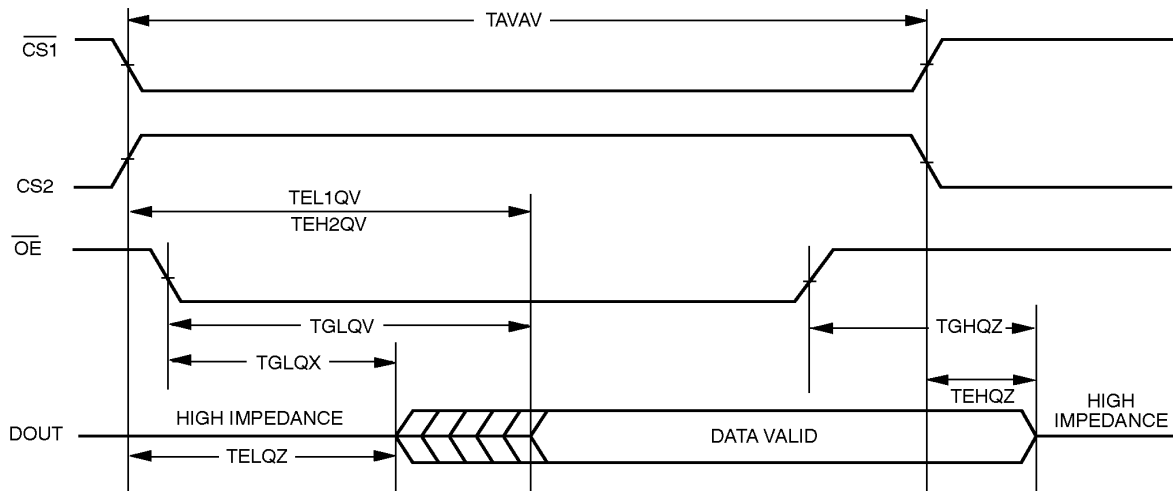 TAVAV
CS1
CS2
TEL1QV
TEH2QV
OE
TGLQV
TGHQZ
TGLQX
TEHQZ
HIGH IMPEDANCE
HIGH
IMPEDANCE
DOUT
DATA VALID
TELQZ